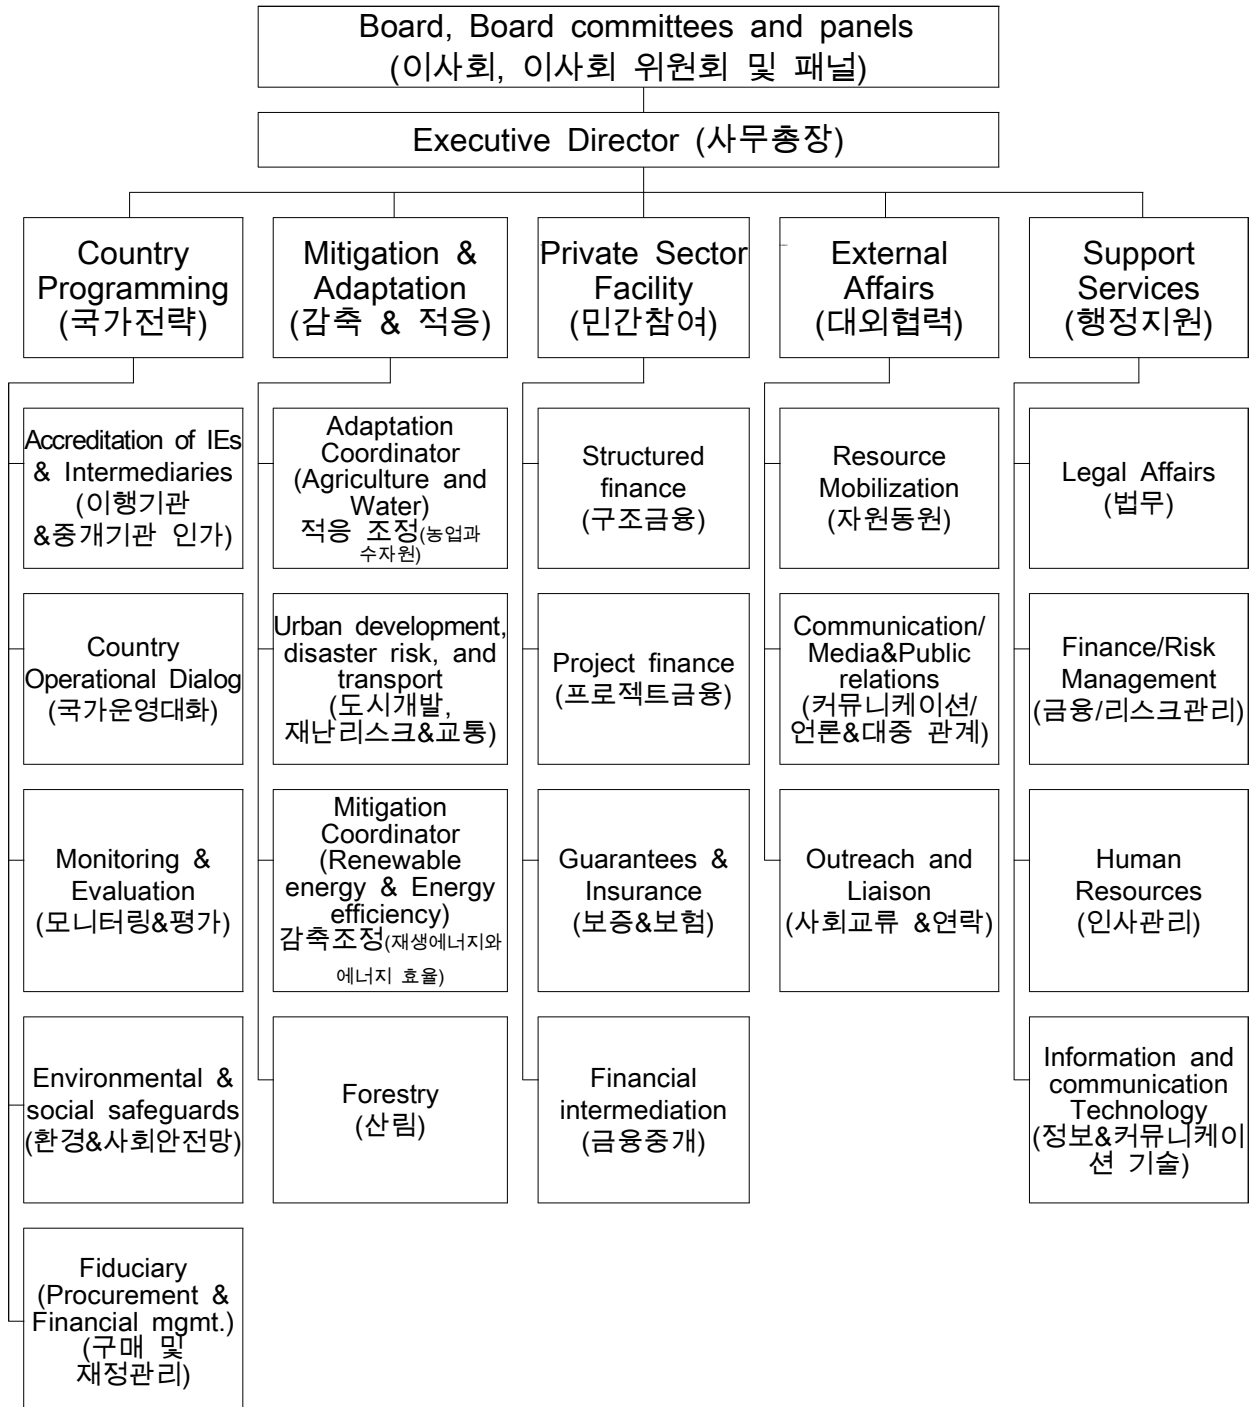 Board, Board committees and panels
(이사회, 이사회 위원회 및 패널)
Executive Director (사무총장)
Country
Programming
(국가전략)
Mitigation &
Adaptation
(감축 & 적응)
Private Sector
Facility
(민간참여)
External
Affairs
(대외협력)
Support
Services
(행정지원)
Accreditation of IEs
& Intermediaries
(이행기관
&중개기관 인가)
Adaptation
Coordinator
(Agriculture and
Water)
적응 조정(농업과
수자원)
Structured
finance
(구조금융)
Resource
Mobilization
(자원동원)
Legal Affairs
(법무)
Country
Operational Dialog
(국가운영대화)
Urban development,
disaster risk, and
transport
(도시개발,
재난리스크&교통)
Project finance
(프로젝트금융)
Communication/
Media&Public
relations
(커뮤니케이션/
언론&대중 관계)
Finance/Risk
Management
(금융/리스크관리)
Monitoring &
Evaluation
(모니터링&평가)
Mitigation
Coordinator
(Renewable
energy & Energy
efficiency)
감축조정(재생에너지와
에너지 효율)
Guarantees &
Insurance
(보증&보험)
Outreach and
Liaison
(사회교류 &연락)
Human
Resources
(인사관리)
Environmental &
social safeguards
(환경&사회안전망)
Forestry
(산림)
Financial
intermediation
(금융중개)
Information and
communication
Technology
(정보&커뮤니케이
션 기술)
Fiduciary
(Procurement &
Financial mgmt.)
(구매 및
재정관리)